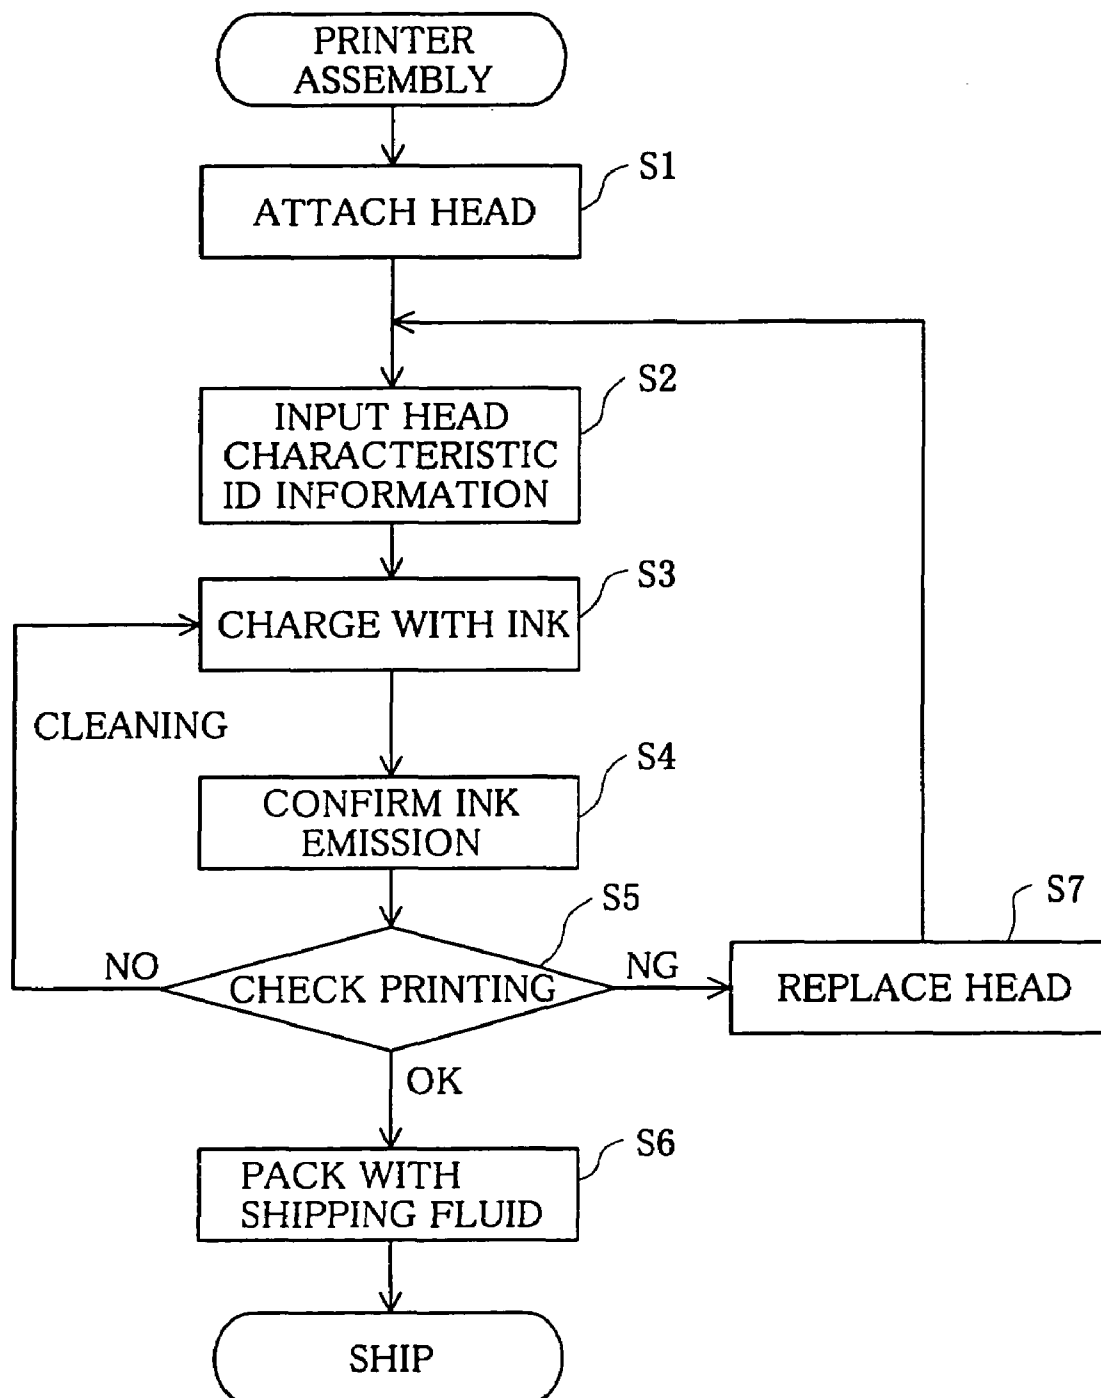 PRINTER
ASSEMBLY
S1
ATTACH HEAD
S2
INPUT HEAD
CHARACTERISTIC
ID INFORMATION
S3
CHARGE WITH INK
CLEANING
S4
CONFIRM INK
EMISSION
S5
NO
CHECK PRINTING
NG
S7
REPLACE HEAD
OK
S6
PACK WITH
SHIPPING FLUID
SHIP